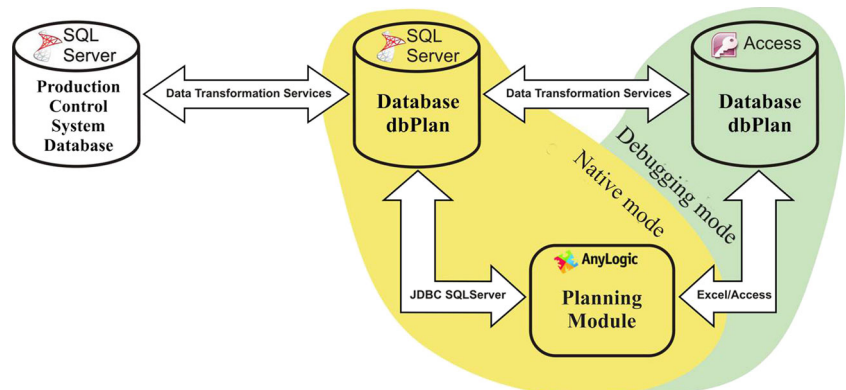 SQL
Server
Production
Control
System
Database
Data Transformation Services
SQL
Server
Database
dbPlan
Data Transformation Services
Access
Database
dbPlan
Native mode
Debugging mode
JDBC SQLServer
AnyLogic
Planning
Module
Excel/Access